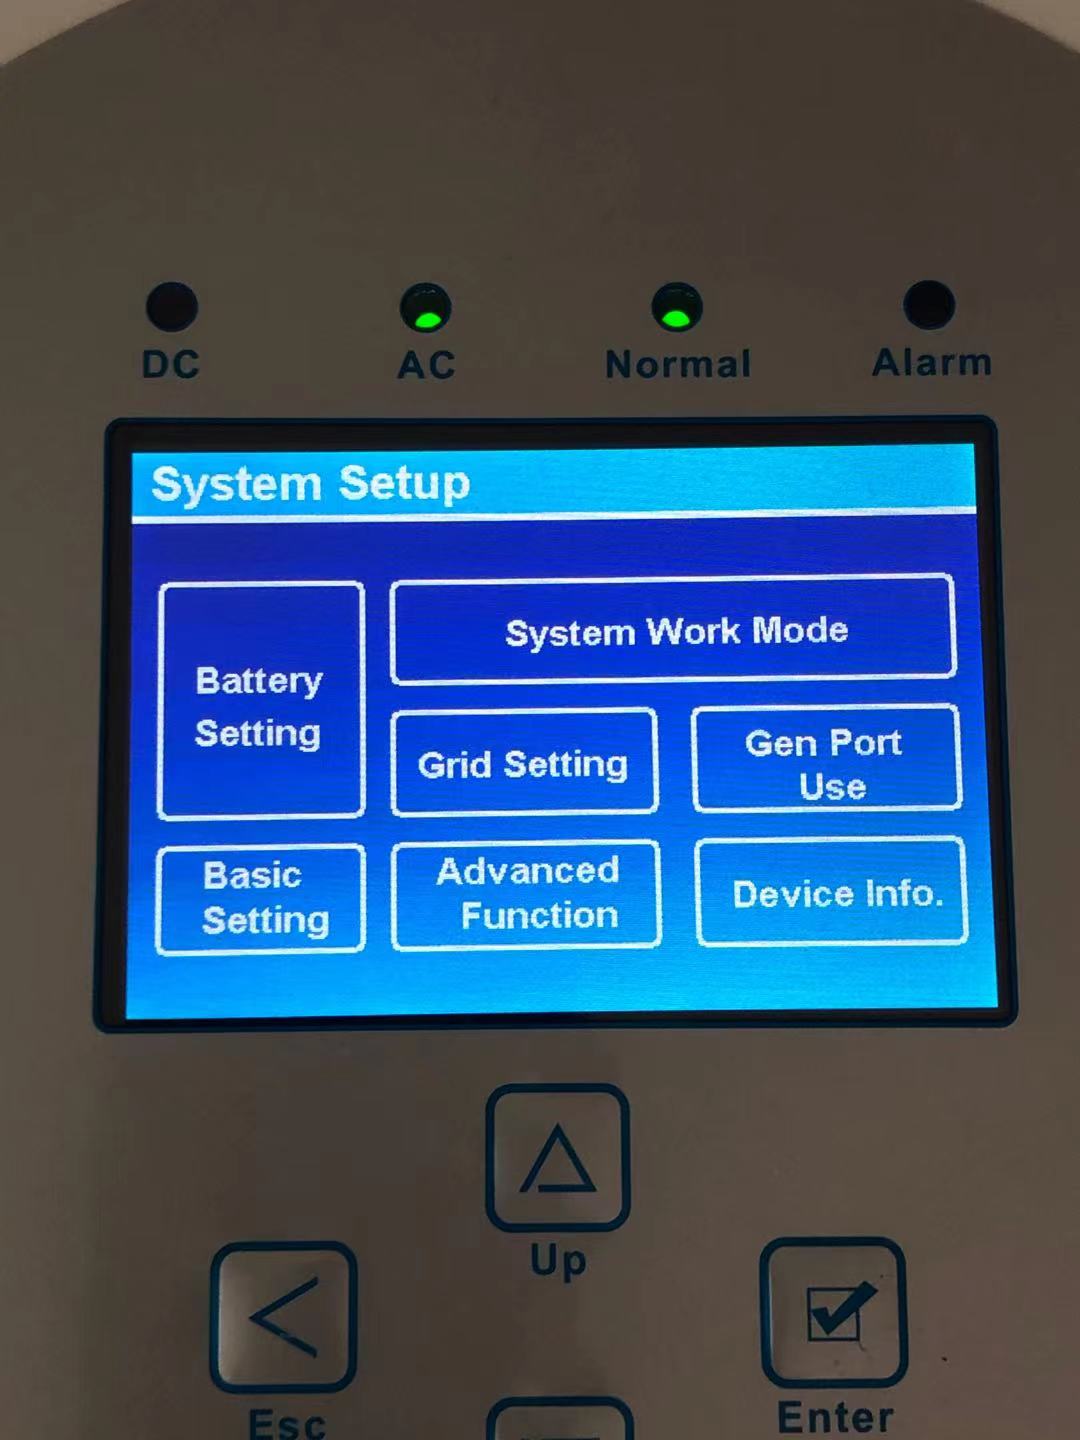 DC
AC
Normal
Alarm
System Setup
Battery
Setting
System Work Mode
Grid Setting
Gen Port
Use
Basic
Setting
Advanced
Function
Device Info.
Up
Esc
Enter